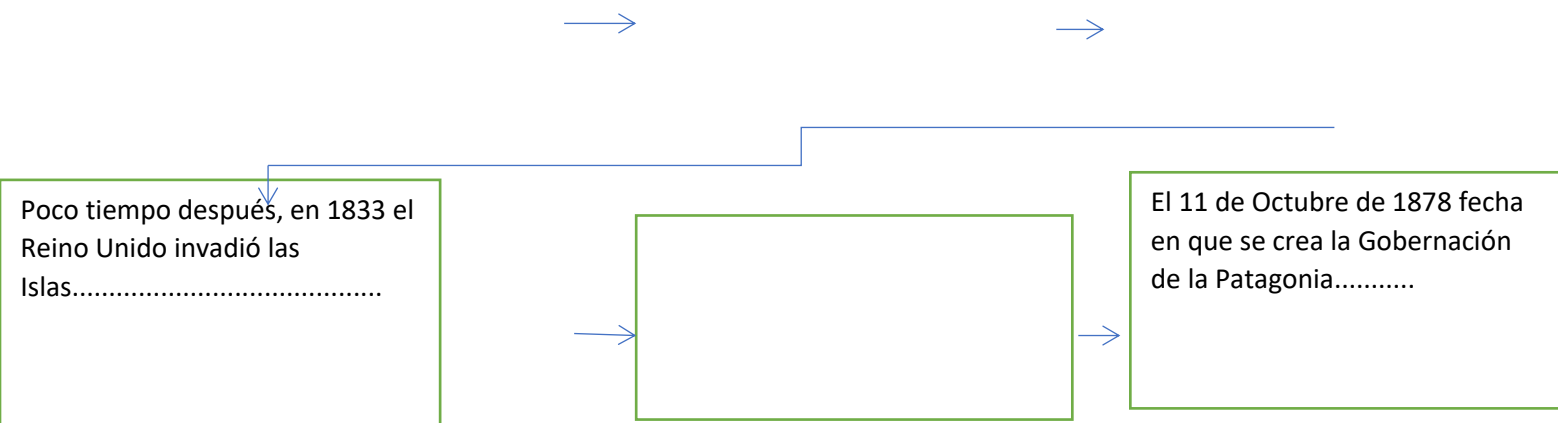 Poco tiempo después, en 1833 el
Reino Unido invadió las
Islas..........................................
El 11 de Octubre de 1878 fecha
en que se crea la Gobernación
de la Patagonia...........